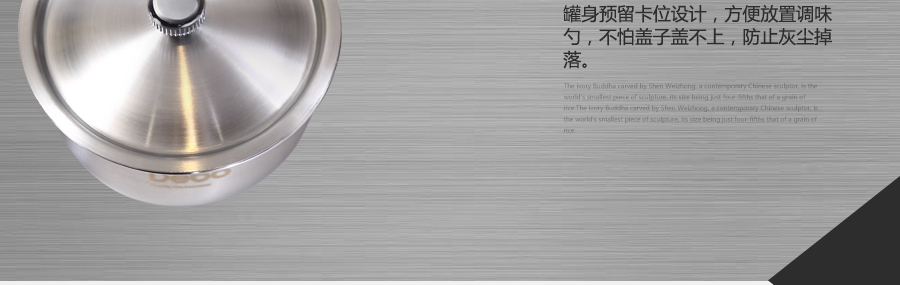 罐身预留卡位设计，方便放置调味
勺，不怕盖子盖不上，防止灰尘掉
落。
The Ivory Buddha carved by Shen Weizhong, a contemporary Chinese sculptor, is the
world's smallest piece of sculpture, its size being just four-fifths that of a grain of
rice.The Ivory Buddha carved by Shen Weizhong, a contemporary Chinese sculptor, is
the world's smallest piece of sculpture, its size being just four-fifths that of a grain of
rice.